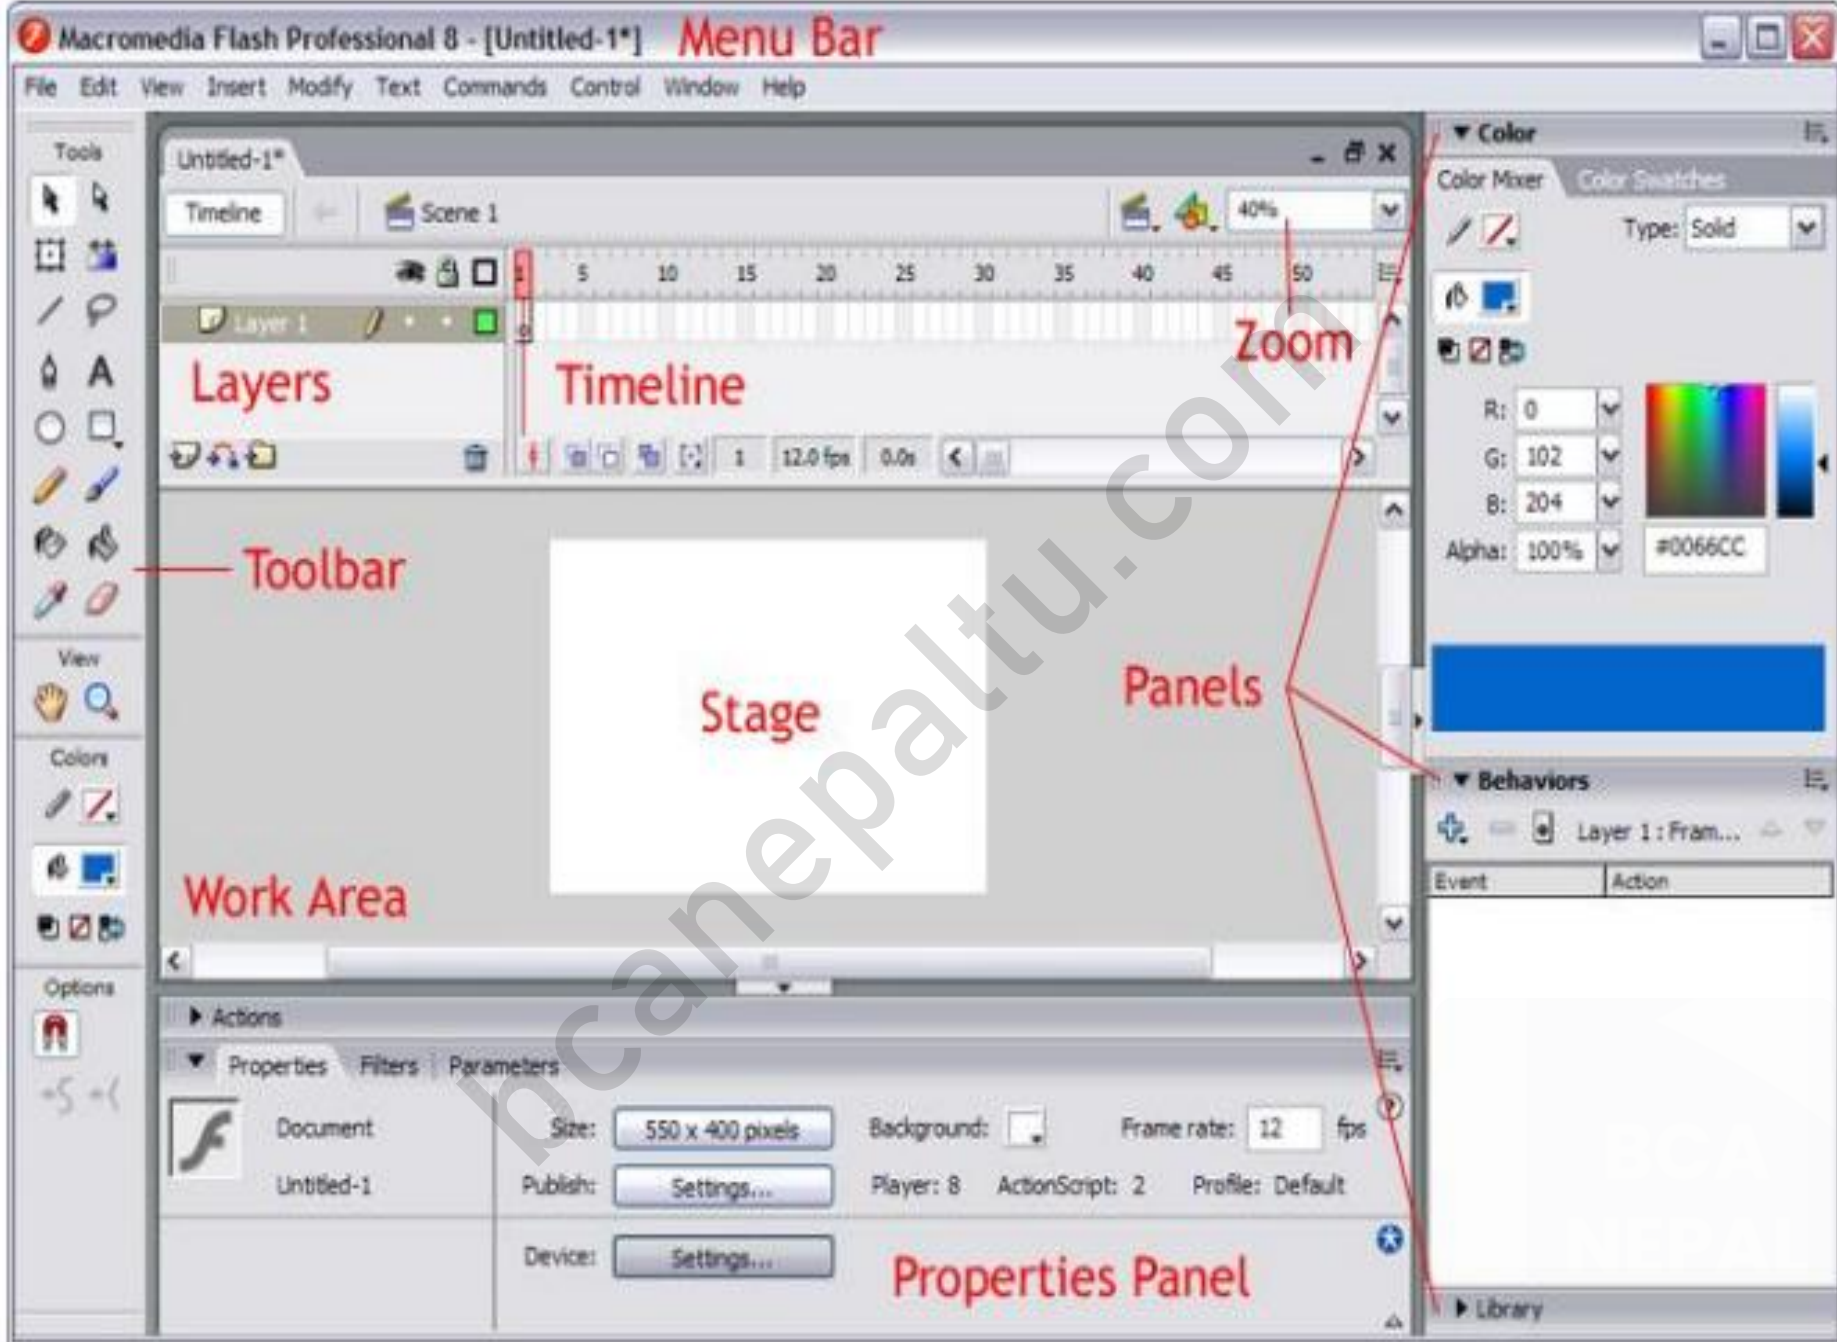 Macromedia Flash Professional 8 - [Untitled-1*] Menu Bar
File Edit View Insert Modify Text Commands Control Window Help
Tools
Untitled-1*
Timeline Scene 1 40%
1 5 10 15 20 25 30 35 40 45 50
Layer 1
Layers Timeline Zoom
1 12.0 fps 0.0s
Toolbar
Stage
Panels
Work Area
View
Colors
Options
Color
Color Mixer Color Swatches
Type: Solid
R: 0
G: 102
B: 204
Alpha: 100% #0066CC
Behaviors
Layer 1 : Fram...
Event Action
Library
Actions
Properties Filters Parameters
Document Size: 550 x 400 pixels Background: Frame rate: 12 fps
Untitled-1 Publish: Settings... Player: 8 ActionScript: 2 Profile: Default
Device: Settings...
Properties Panel
bcanepaltu.com
BCA
NEPAL